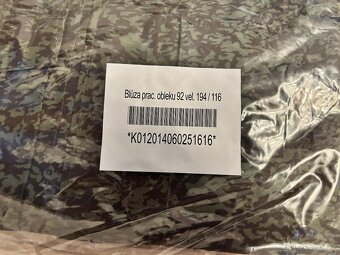 Blúza prac. obleku 92 vel. 194 / 116
*K012014060251616*